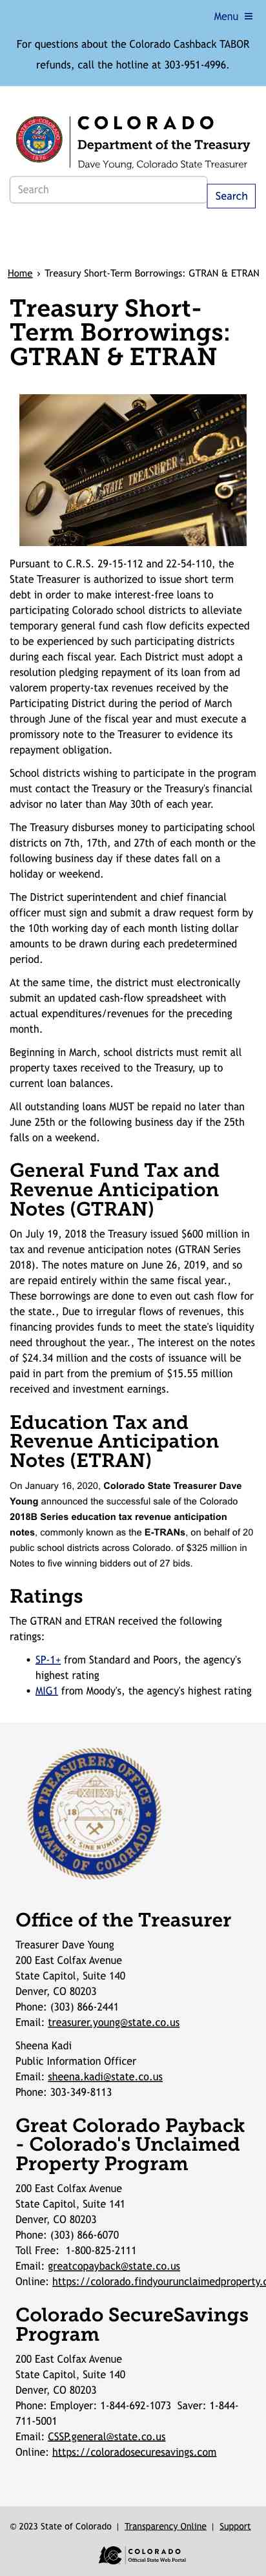 Menu ≡
For questions about the Colorado Cashback TABOR
refunds, call the hotline at 303-951-4996.
COLORADO
Department of the Treasury
Dave Young, Colorado State Treasurer
Search
Search
Home › Treasury Short-Term Borrowings: GTRAN & ETRAN
Treasury Short-
Term Borrowings:
GTRAN & ETRAN
STATE TREASURER
Pursuant to C.R.S. 29-15-112 and 22-54-110, the
State Treasurer is authorized to issue short term
debt in order to make interest-free loans to
participating Colorado school districts to alleviate
temporary general fund cash flow deficits expected
to be experienced by such participating districts
during each fiscal year. Each District must adopt a
resolution pledging repayment of its loan from ad
valorem property-tax revenues received by the
Participating District during the period of March
through June of the fiscal year and must execute a
promissory note to the Treasurer to evidence its
repayment obligation.
School districts wishing to participate in the program
must contact the Treasury or the Treasury's financial
advisor no later than May 30th of each year.
The Treasury disburses money to participating school
districts on 7th, 17th, and 27th of each month or the
following business day if these dates fall on a
holiday or weekend.
The District superintendent and chief financial
officer must sign and submit a draw request form by
the 10th working day of each month listing dollar
amounts to be drawn during each predetermined
period.
At the same time, the district must electronically
submit an updated cash-flow spreadsheet with
actual expenditures/revenues for the preceding
month.
Beginning in March, school districts must remit all
property taxes received to the Treasury, up to
current loan balances.
All outstanding loans MUST be repaid no later than
June 25th or the following business day if the 25th
falls on a weekend.
General Fund Tax and
Revenue Anticipation
Notes (GTRAN)
On July 19, 2018 the Treasury issued $600 million in
tax and revenue anticipation notes (GTRAN Series
2018). The notes mature on June 26, 2019, and so
are repaid entirely within the same fiscal year.,
These borrowings are done to even out cash flow for
the state., Due to irregular flows of revenues, this
financing provides funds to meet the state's liquidity
need throughout the year., The interest on the notes
of $24.34 million and the costs of issuance will be
paid in part from the premium of $15.55 million
received and investment earnings.
Education Tax and
Revenue Anticipation
Notes (ETRAN)
On January 16, 2020, Colorado State Treasurer Dave
Young announced the successful sale of the Colorado
2018B Series education tax revenue anticipation
notes, commonly known as the E-TRANs, on behalf of 20
public school districts across Colorado. of $325 million in
Notes to five winning bidders out of 27 bids.
Ratings
The GTRAN and ETRAN received the following
ratings:
• SP-1+ from Standard and Poors, the agency's
highest rating
• MIG1 from Moody's, the agency's highest rating
TREASURERS OFFICE
18 76
NIL SINE NUMINE
STATE OF COLORADO
Office of the Treasurer
Treasurer Dave Young
200 East Colfax Avenue
State Capitol, Suite 140
Denver, CO 80203
Phone: (303) 866-2441
Email: treasurer.young@state.co.us
Sheena Kadi
Public Information Officer
Email: sheena.kadi@state.co.us
Phone: 303-349-8113
Great Colorado Payback
- Colorado's Unclaimed
Property Program
200 East Colfax Avenue
State Capitol, Suite 141
Denver, CO 80203
Phone: (303) 866-6070
Toll Free: 1-800-825-2111
Email: greatcopayback@state.co.us
Online: https://colorado.findyourunclaimedproperty.c
Colorado SecureSavings
Program
200 East Colfax Avenue
State Capitol, Suite 140
Denver, CO 80203
Phone: Employer: 1-844-692-1073 Saver: 1-844-
711-5001
Email: CSSP.general@state.co.us
Online: https://coloradosecuresavings.com
© 2023 State of Colorado | Transparency Online | Support
COLORADO
Official State Web Portal